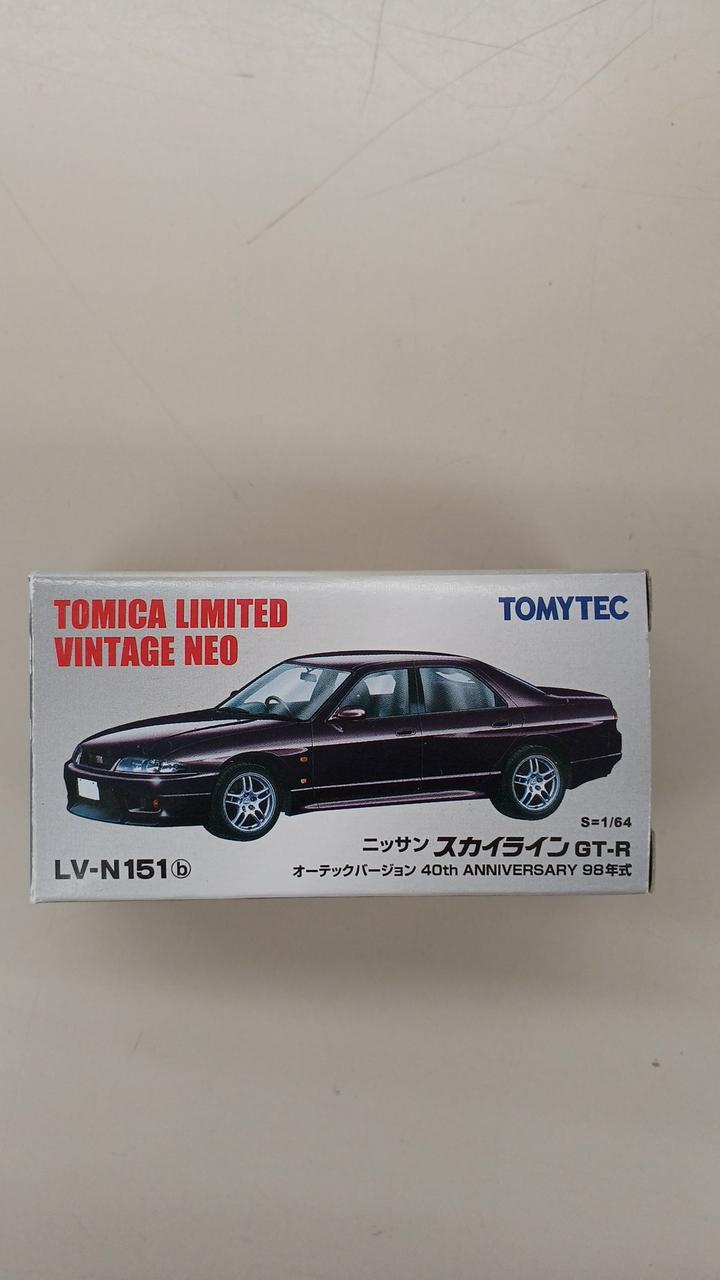 TOMICA LIMITED
VINTAGE NEO
TOMYTEC
S=1/64
ニッサン スカイライン GT-R
LV-N151ⓑ
オーテックバージョン 40th ANNIVERSARY 98年式